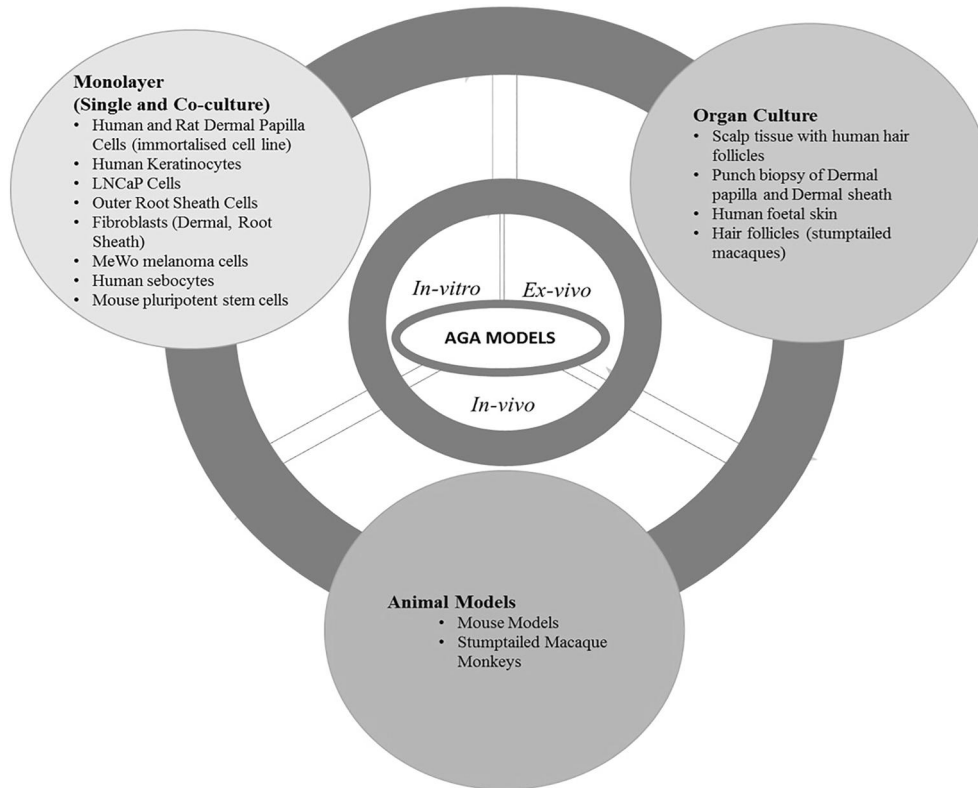 Monolayer
(Single and Co-culture)
• Human and Rat Dermal Papilla
Cells (immortalised cell line)
• Human Keratinocytes
• LNCaP Cells
• Outer Root Sheath Cells
• Fibroblasts (Dermal, Root
Sheath)
• MeWo melanoma cells
• Human sebocytes
• Mouse pluripotent stem cells
Organ Culture
• Scalp tissue with human hair
follicles
• Punch biopsy of Dermal
papilla and Dermal sheath
• Human foetal skin
• Hair follicles (stumptailed
macaques)
In-vitro
Ex-vivo
AGA MODELS
In-vivo
Animal Models
• Mouse Models
• Stumptailed Macaque
Monkeys